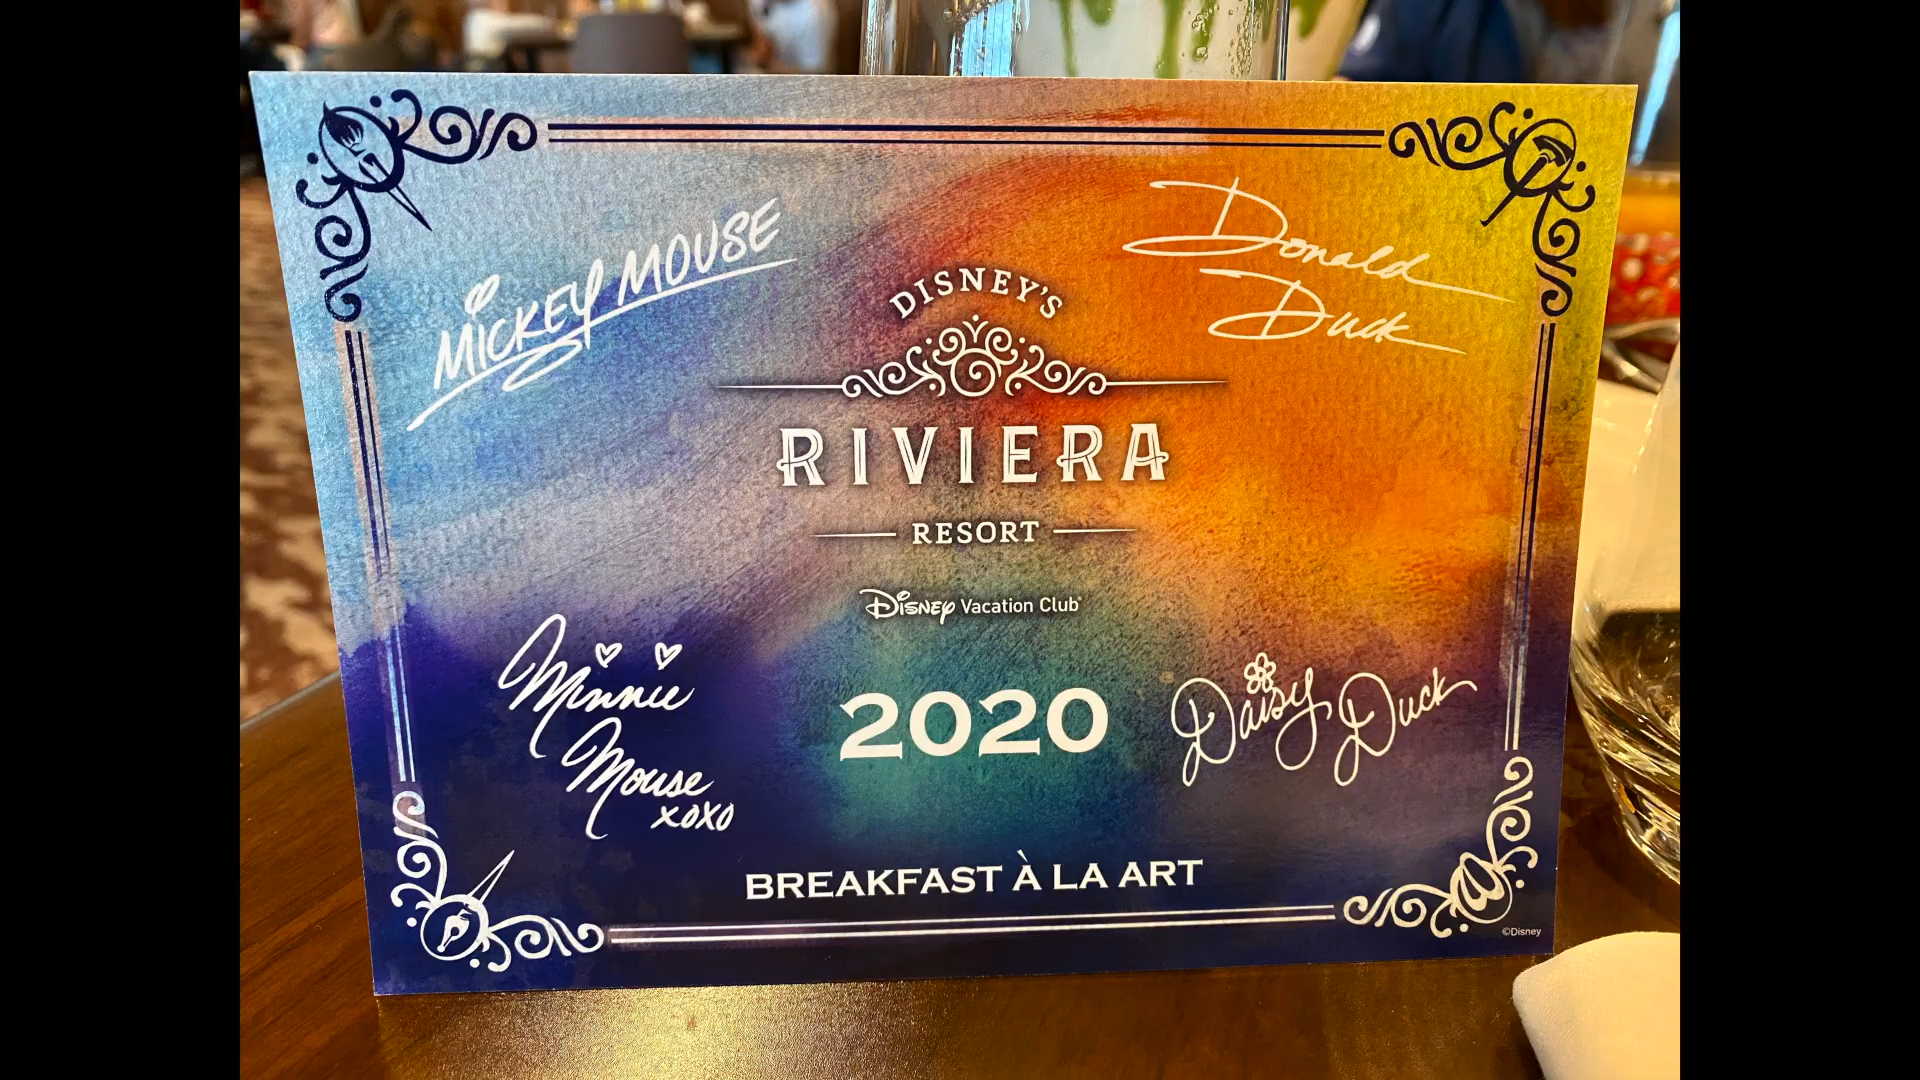 MICKEY MOUSE
Donald
Duck
DISNEY'S
RIVIERA
RESORT
Disney Vacation Club®
Minnie
Mouse
xoxo
2020
Daisy Duck
BREAKFAST À LA ART
©Disney